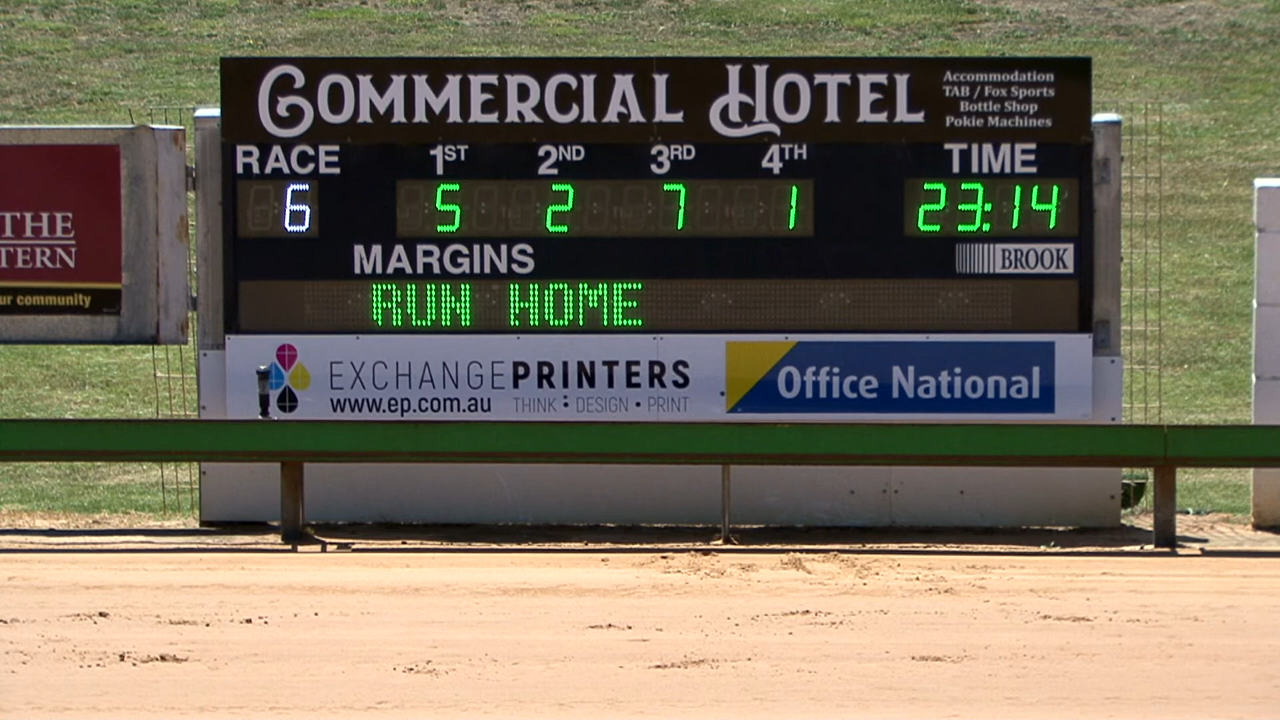 COMMERCIAL HOTEL
Accommodation
TAB / Fox Sports
Bottle Shop
Pokie Machines
RACE 1ST 2ND 3RD 4TH TIME
6 5 2 7 1 23:14
MARGINS
BROOK
RUN HOME
THE
TERN
ur community
EXCHANGEPRINTERS
www.ep.com.au THINK • DESIGN • PRINT
Office National